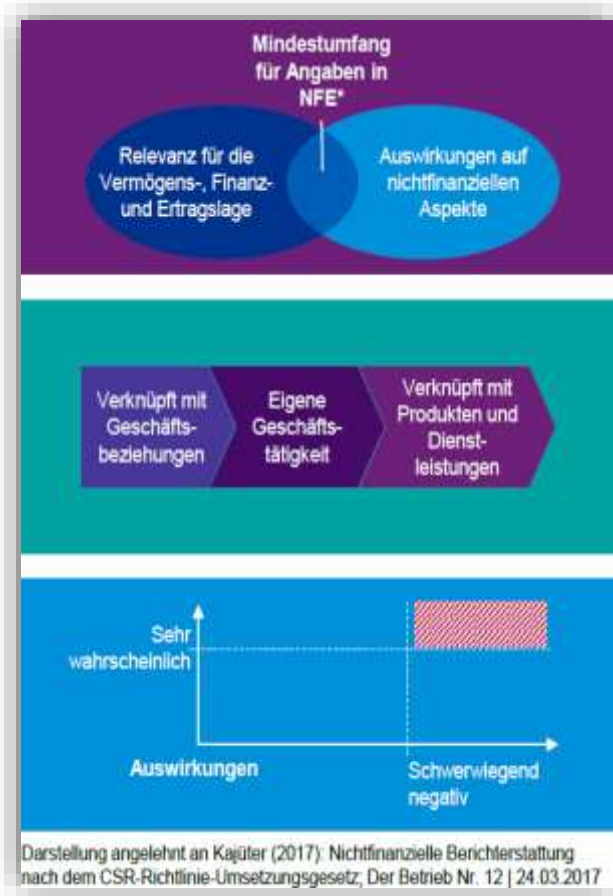 Mindestumfang
für Angaben in
NFE*
Relevanz für die
Vermögens-, Finanz-
und Ertragslage
Auswirkungen auf
nichtfinanziellen
Aspekte
Verknüpft mit
Geschäfts-
beziehungen
Eigene
Geschäfts-
tätigkeit
Verknüpft mit
Produkten und
Dienst-
leistungen
Sehr
wahrscheinlich
Auswirkungen
Schwerwiegend
negativ
Darstellung angelehnt an Kajüter (2017): Nichtfinanzielle Berichterstattung
nach dem CSR-Richtlinie-Umsetzungsgesetz; Der Betrieb Nr. 12 | 24.03.2017